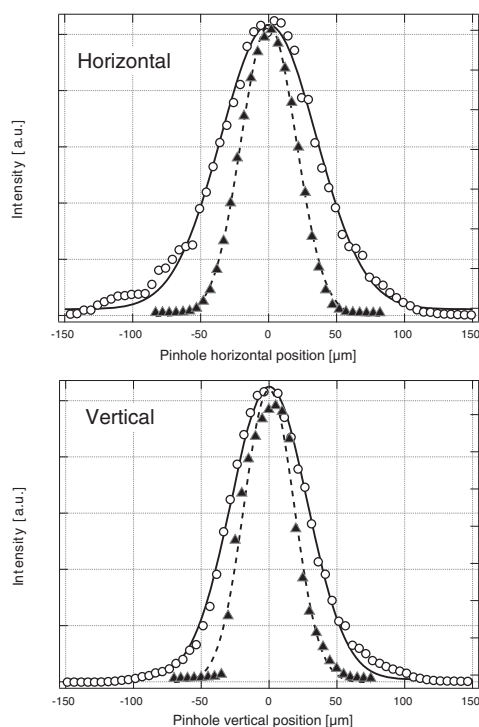 Horizontal
Intensity [ a.u.]
-150 -100 -50 0 50 100 150
Pinhole horizontal position [µm]
Vertical
Intensity [ a.u.]
-150 -100 -50 0 50 100 150
Pinhole vertical position [µm]